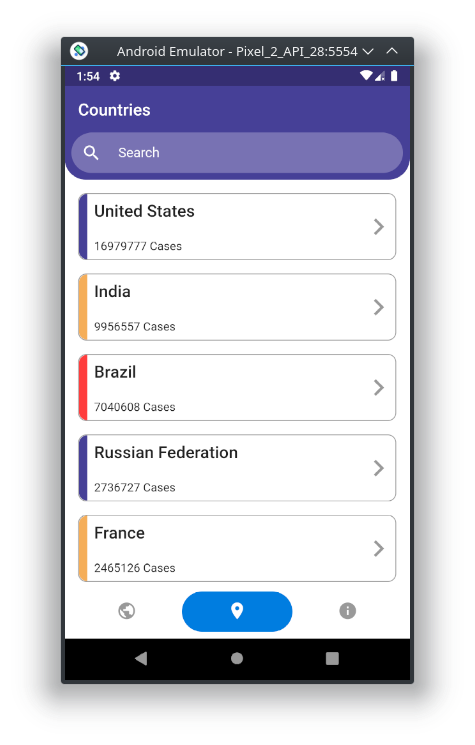 Android Emulator - Pixel_2_API_28:5554
1:54
Countries
Search
United States
16979777 Cases
India
9956557 Cases
Brazil
7040608 Cases
Russian Federation
2736727 Cases
France
2465126 Cases